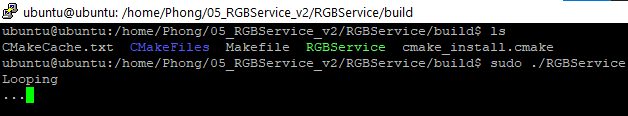 ubuntu@ubuntu: /home/Phong/05_RGBService_v2/RGBService/build
ubuntu@ubuntu:/home/Phong/05_RGBService_v2/RGBService/build$ ls
CMakeCache.txt  CMakeFiles  Makefile  RGBService  cmake_install.cmake
ubuntu@ubuntu:/home/Phong/05_RGBService_v2/RGBService/build$ sudo ./RGBService
Looping
...